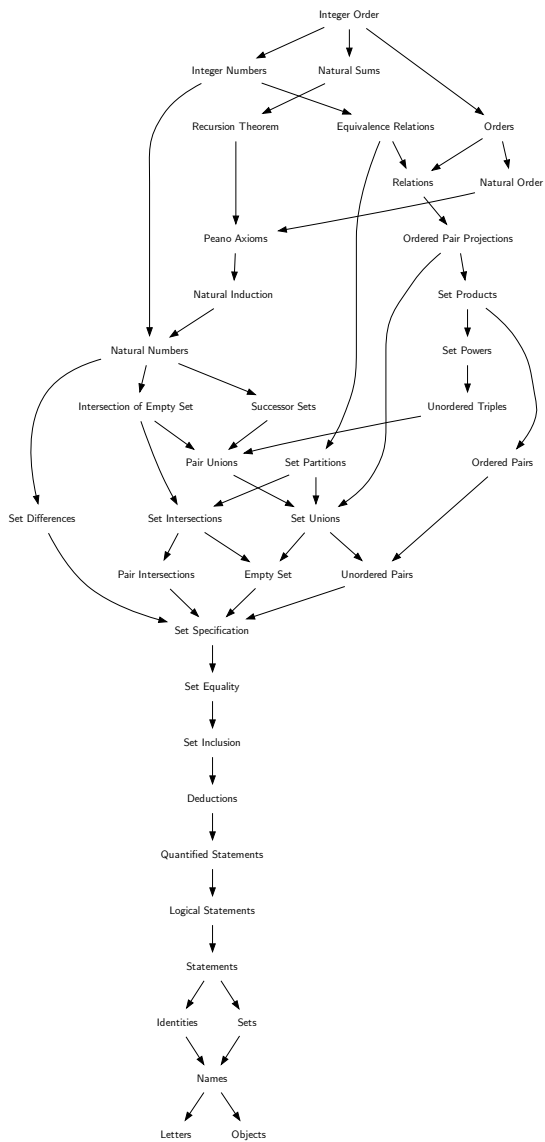 Integer Order
Integer Numbers
Natural Sums
Recursion Theorem
Equivalence Relations
Orders
Relations
Natural Order
Peano Axioms
Ordered Pair Projections
Natural Induction
Set Products
Natural Numbers
Set Powers
Intersection of Empty Set
Successor Sets
Unordered Triples
Pair Unions
Set Partitions
Ordered Pairs
Set Differences
Set Intersections
Set Unions
Pair Intersections
Empty Set
Unordered Pairs
Set Specification
Set Equality
Set Inclusion
Deductions
Quantified Statements
Logical Statements
Statements
Identities
Sets
Names
Letters
Objects